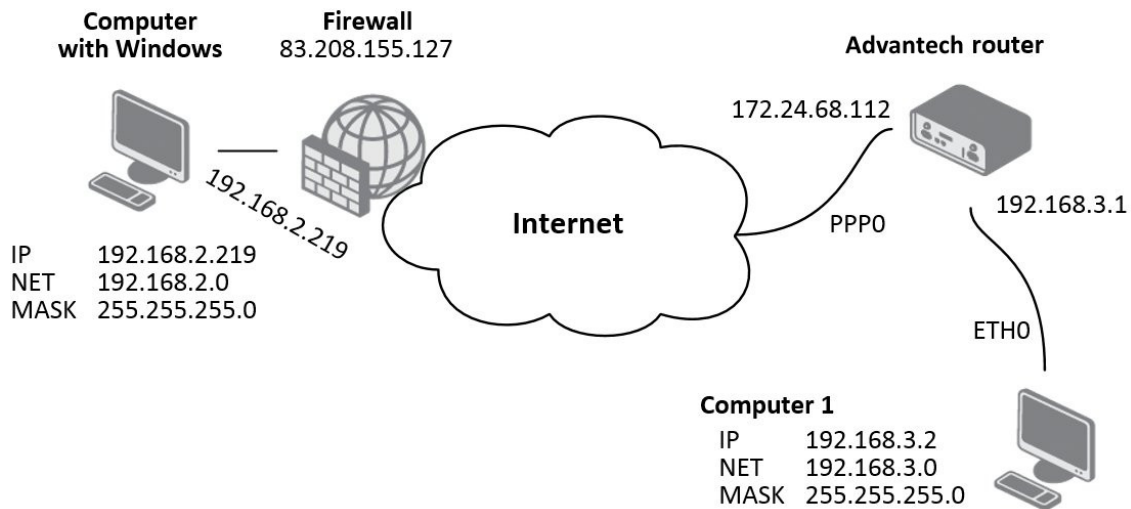 Computer
with Windows
Firewall
83.208.155.127
Advantech router
172.24.68.112
192.168.2.219
Internet
PPP0
192.168.3.1
IP 192.168.2.219
NET 192.168.2.0
MASK 255.255.255.0
ETH0
Computer 1
IP 192.168.3.2
NET 192.168.3.0
MASK 255.255.255.0